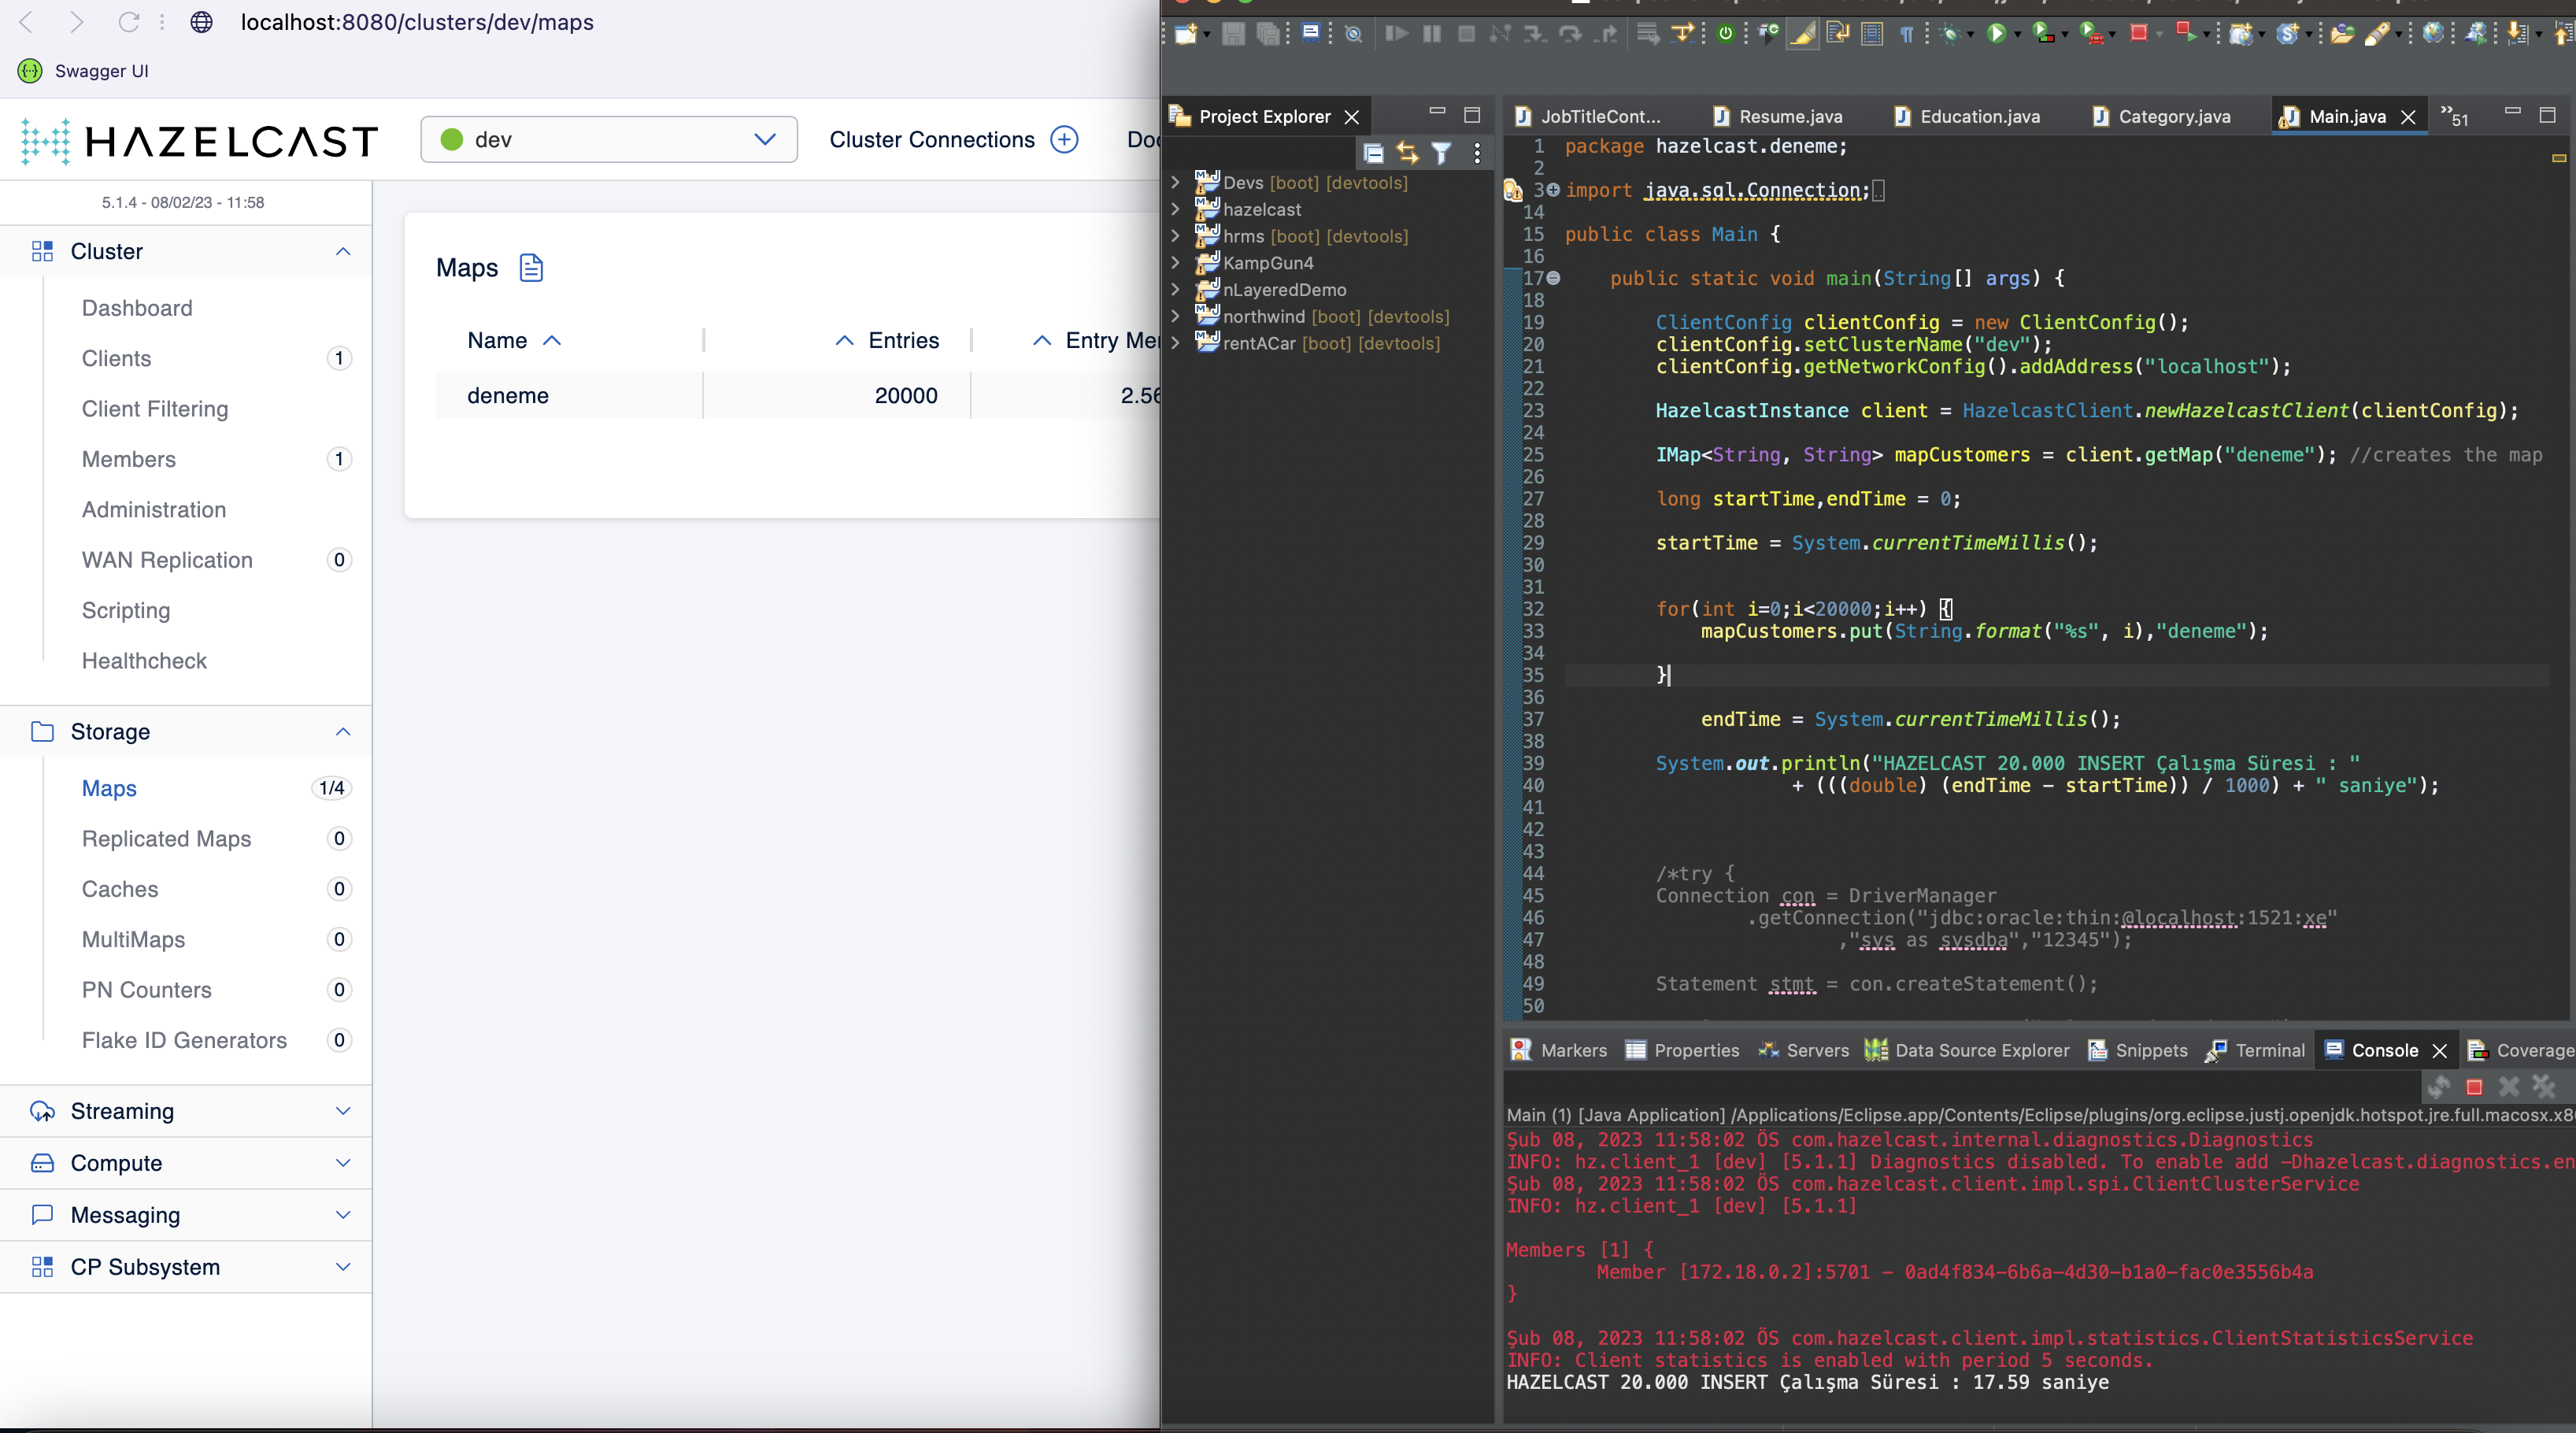 localhost:8080/clusters/dev/maps
Swagger UI
HAZELCAST
dev
Cluster Connections
5.1.4 - 08/02/23 - 11:58
Cluster
Dashboard
Clients 1
Client Filtering
Members 1
Administration
WAN Replication 0
Scripting
Healthcheck
Storage
Maps 1/4
Replicated Maps 0
Caches 0
MultiMaps 0
PN Counters 0
Flake ID Generators 0
Streaming
Compute
Messaging
CP Subsystem
Maps
Name Entries Entry
deneme 20000
Project Explorer
Devs [boot] [devtools]
hazelcast
hrms [boot] [devtools]
KampGun4
nLayeredDemo
northwind [boot] [devtools]
rentACar [boot] [devtools]
JobTitleCont... Resume.java Education.java Category.java Main.java »51
1 package hazelcast.deneme;
2
3 import java.sql.Connection;
14
15 public class Main {
16
17 public static void main(String[] args) {
18
19 ClientConfig clientConfig = new ClientConfig();
20 clientConfig.setClusterName("dev");
21 clientConfig.getNetworkConfig().addAddress("localhost");
22
23 HazelcastInstance client = HazelcastClient.newHazelcastClient(clientConfig);
24
25 IMap<String, String> mapCustomers = client.getMap("deneme"); //creates the map
26
27 long startTime,endTime = 0;
28
29 startTime = System.currentTimeMillis();
30
31
32 for(int i=0;i<20000;i++) {
33 mapCustomers.put(String.format("%s", i),"deneme");
34
35 }
36
37 endTime = System.currentTimeMillis();
38
39 System.out.println("HAZELCAST 20.000 INSERT Çalışma Süresi : "
40 + (((double) (endTime - startTime)) / 1000) + " saniye");
41
42
43
44 /*try {
45 Connection con = DriverManager
46 .getConnection("jdbc:oracle:thin:@localhost:1521:xe"
47 ,"sys as sysdba","12345");
48
49 Statement stmt = con.createStatement();
50
Markers Properties Servers Data Source Explorer Snippets Terminal Console Coverage
Main (1) [Java Application] /Applications/Eclipse.app/Contents/Eclipse/plugins/org.eclipse.justj.openjdk.hotspot.jre.full.macosx.x8
Şub 08, 2023 11:58:02 ÖS com.hazelcast.internal.diagnostics.Diagnostics
INFO: hz.client_1 [dev] [5.1.1] Diagnostics disabled. To enable add -Dhazelcast.diagnostics.en
Şub 08, 2023 11:58:02 ÖS com.hazelcast.client.impl.spi.ClientClusterService
INFO: hz.client_1 [dev] [5.1.1]
Members [1] {
Member [172.18.0.2]:5701 - 0ad4f834-6b6a-4d30-b1a0-fac0e3556b4a
}
Şub 08, 2023 11:58:02 ÖS com.hazelcast.client.impl.statistics.ClientStatisticsService
INFO: Client statistics is enabled with period 5 seconds.
HAZELCAST 20.000 INSERT Çalışma Süresi : 17.59 saniye